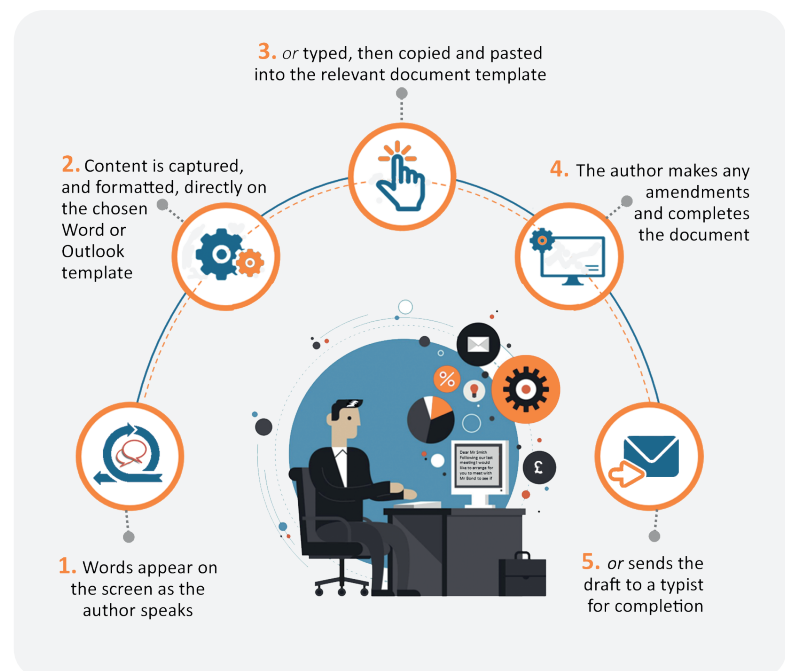 3. or typed, then copied and pasted
into the relevant document template
2. Content is captured,
and formatted, directly on
the chosen
Word or
Outlook
template
4. The author makes any
amendments
and completes
the document
%
£
Dear Mr Smith
Following our last
meeting I would
like to arrange for
you to meet with
Mr Bond to see if
1. Words appear on
the screen as the
author speaks
5. or sends the
draft to a typist
for completion